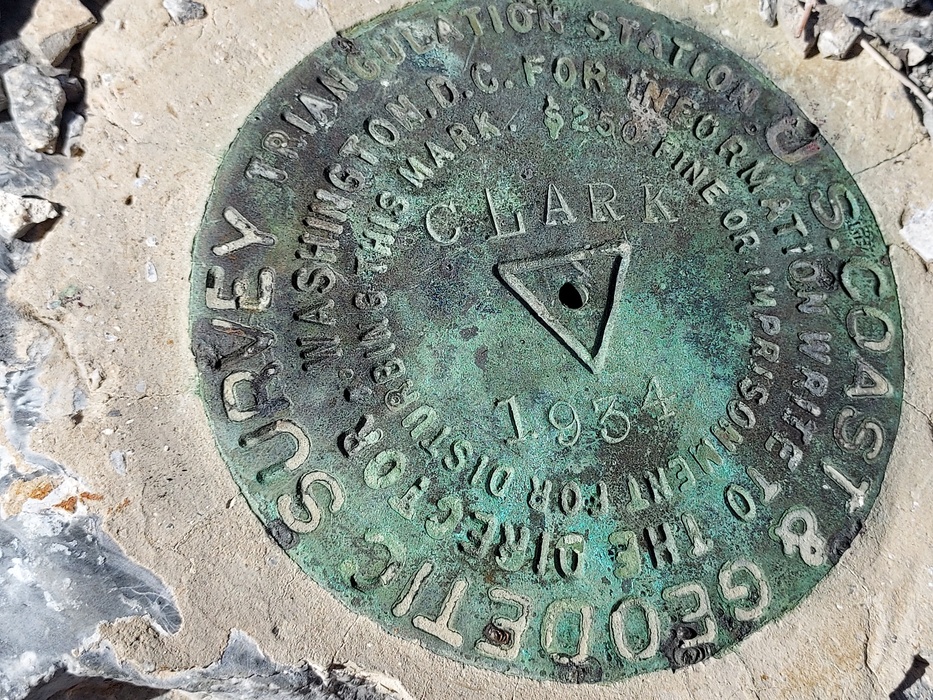 U.S. COAST & GEODETIC SURVEY
TRIANGULATION STATION
FOR INFORMATION WRITE TO THE DIRECTOR, WASHINGTON, D.C.
$250 FINE OR IMPRISONMENT FOR DISTURBING THIS MARK.
CLARK
1934